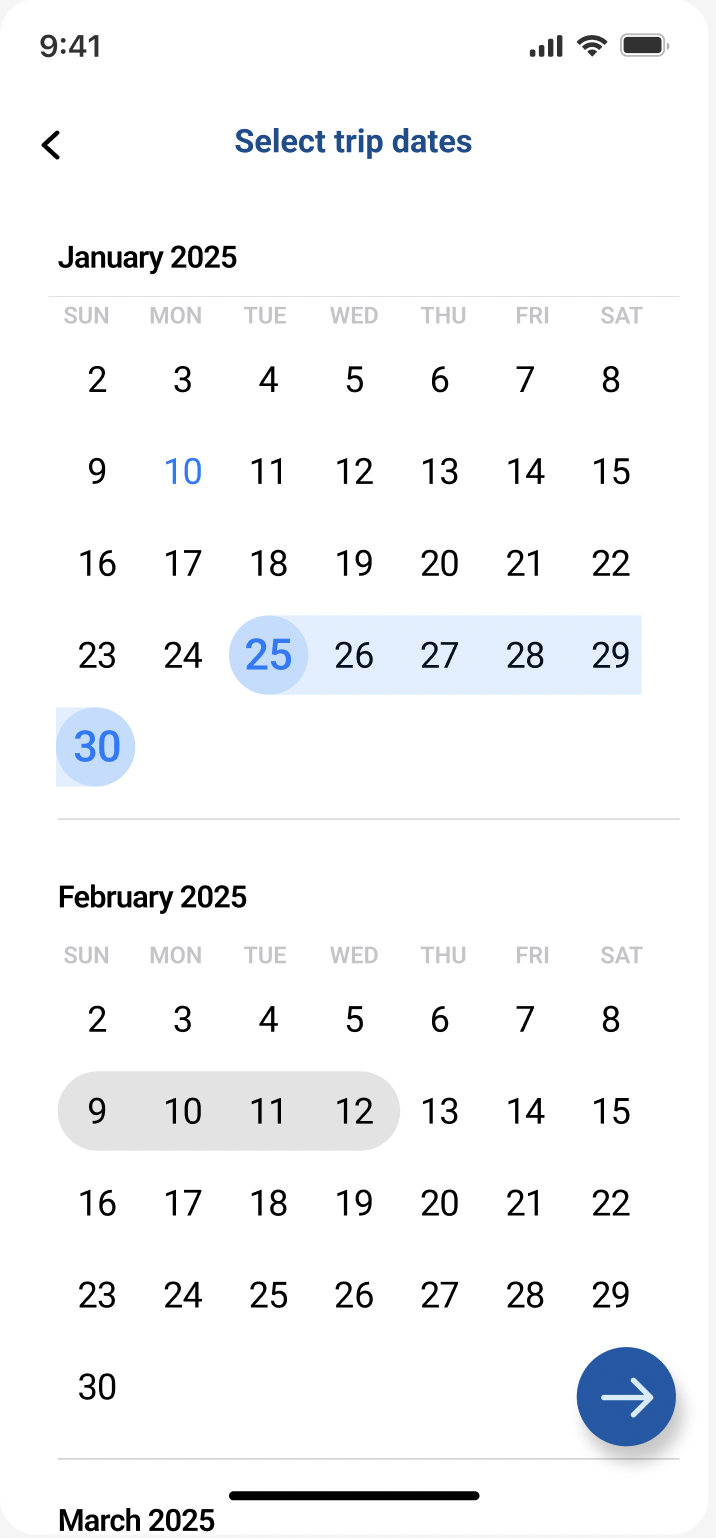 9:41
Select trip dates
January 2025
SUN MON TUE WED THU FRI SAT
2 3 4 5 6 7 8
9 10 11 12 13 14 15
16 17 18 19 20 21 22
23 24 25 26 27 28 29
30
February 2025
SUN MON TUE WED THU FRI SAT
2 3 4 5 6 7 8
9 10 11 12 13 14 15
16 17 18 19 20 21 22
23 24 25 26 27 28 29
30
March 2025